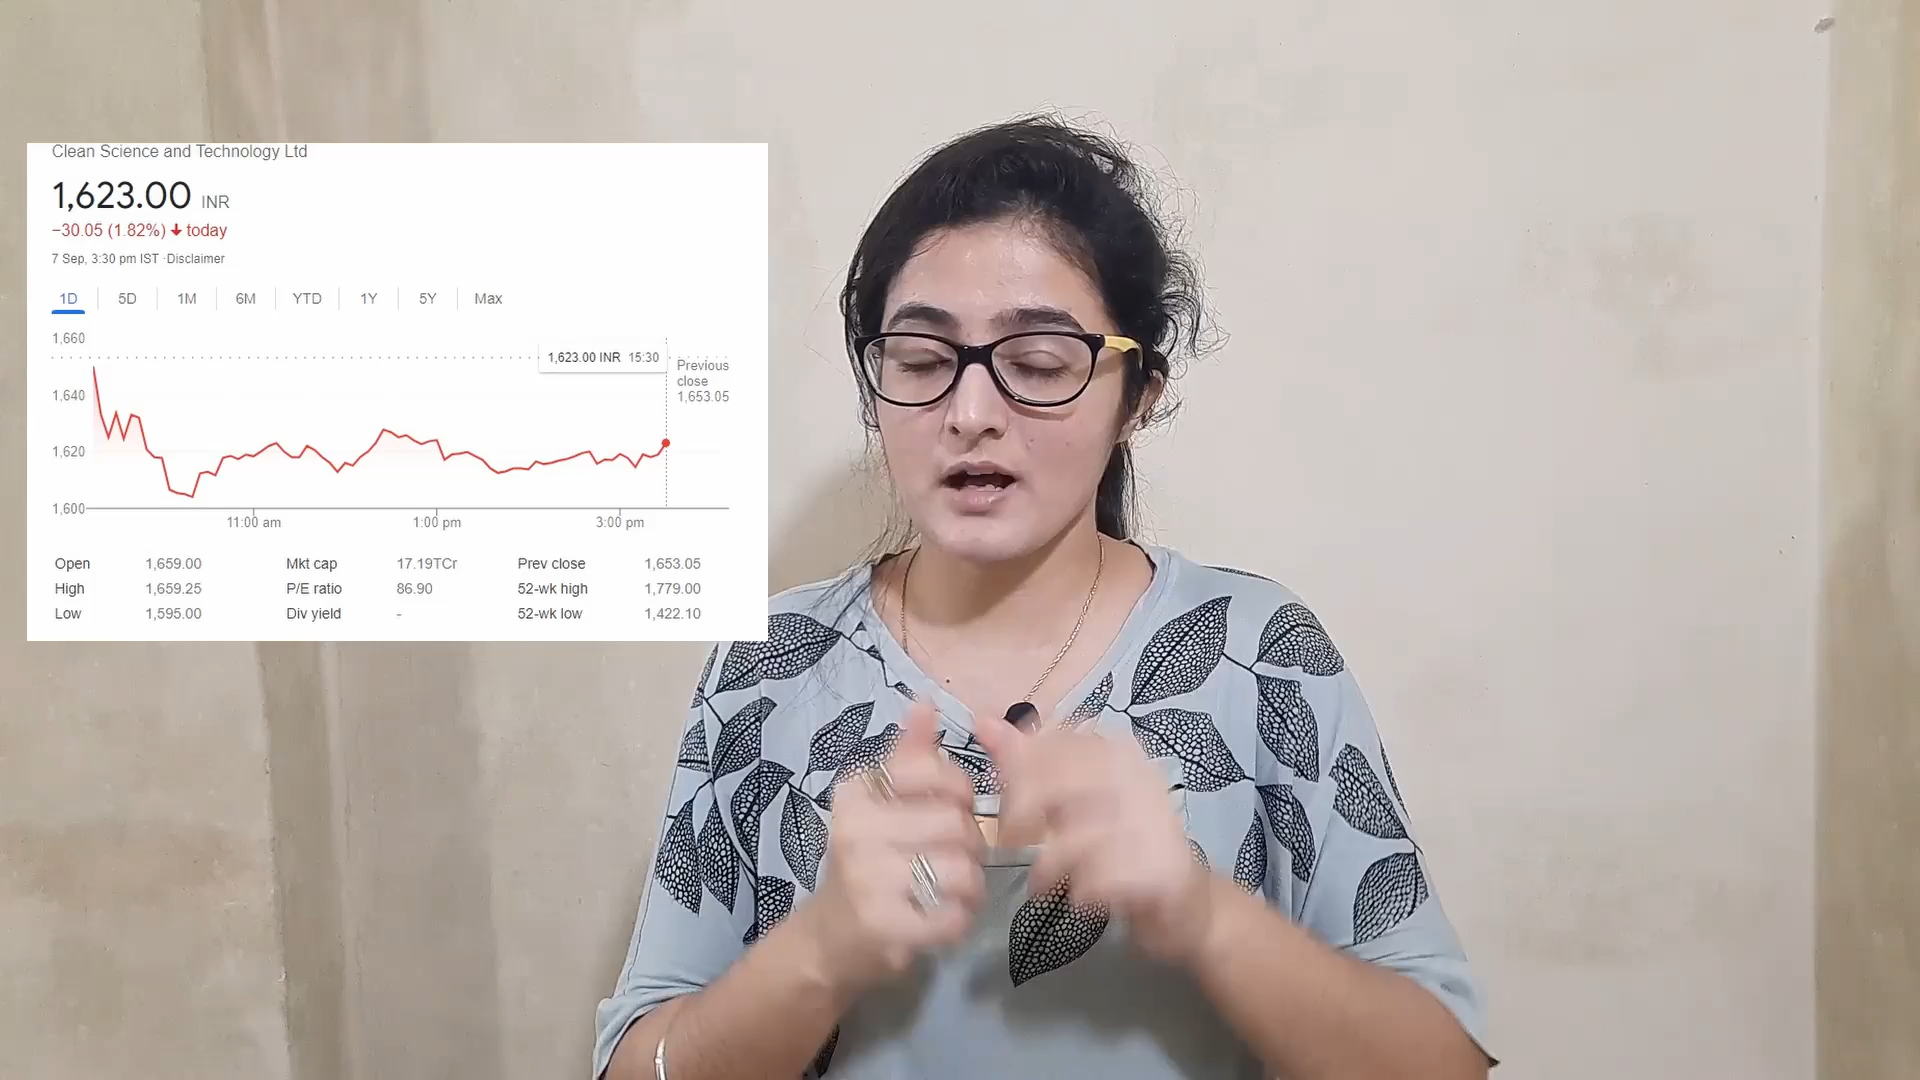 Clean Science and Technology Ltd
1,623.00 INR
−30.05 (1.82%) ↓ today
7 Sep, 3:30 pm IST · Disclaimer
1D 5D 1M 6M YTD 1Y 5Y Max
1,660
1,623.00 INR 15:30
Previous
close
1,653.05
1,640
1,620
1,600
11:00 am 1:00 pm 3:00 pm
Open 1,659.00 Mkt cap 17.19TCr Prev close 1,653.05
High 1,659.25 P/E ratio 86.90 52-wk high 1,779.00
Low 1,595.00 Div yield - 52-wk low 1,422.10